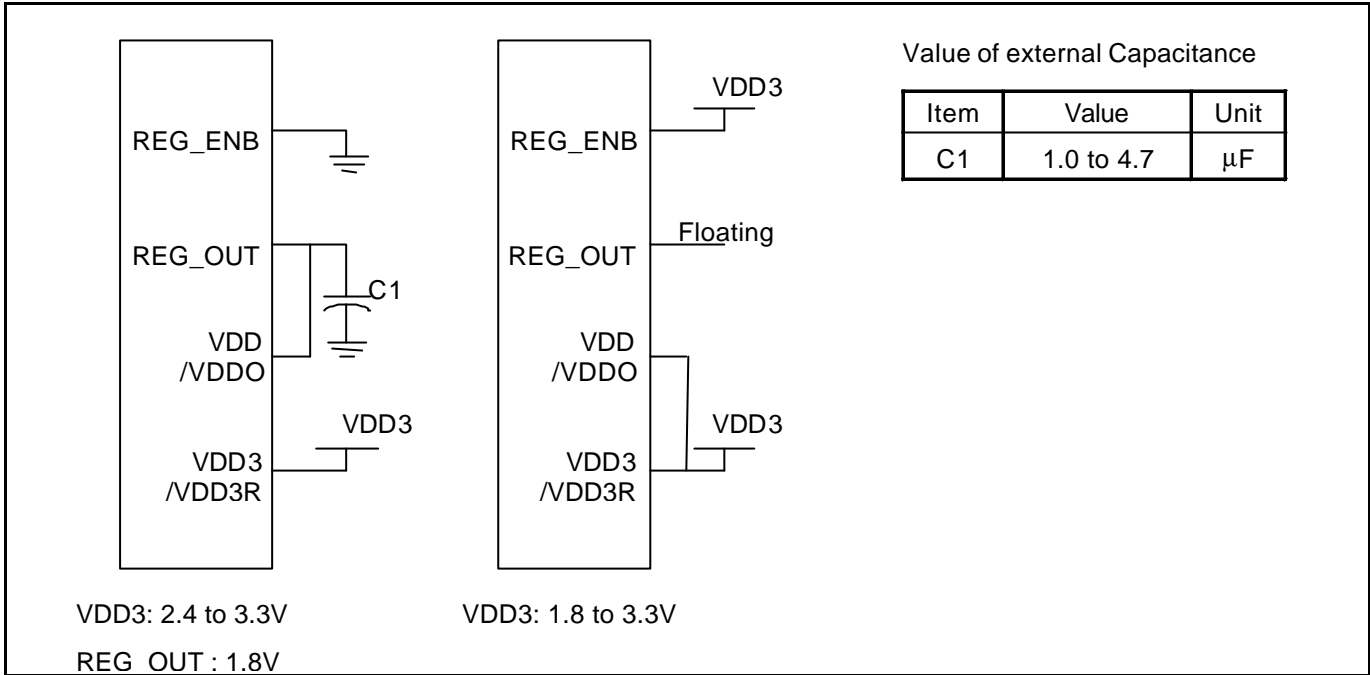 REG_ENB
REG_OUT
C1
VDD
/VDDO
VDD3
VDD3
/VDD3R
VDD3: 2.4 to 3.3V
REG_OUT : 1.8V
VDD3
REG_ENB
Floating
REG_OUT
VDD
/VDDO
VDD3
VDD3
/VDD3R
VDD3: 1.8 to 3.3V
Value of external Capacitance
Item Value Unit
C1 1.0 to 4.7 µF